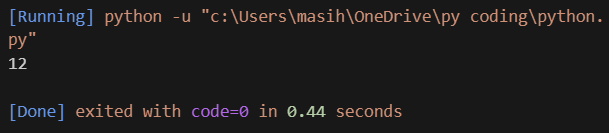 [Running] python -u "c:\Users\masih\OneDrive\py coding\python.
py"
12
[Done] exited with code=0 in 0.44 seconds